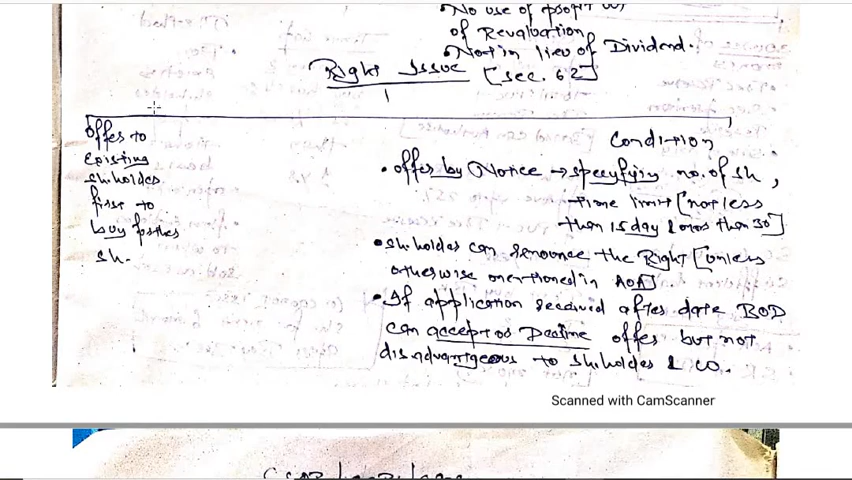 No use of profit
of Revaluation
Not in lieu of Dividend.
Right Issue [sec. 62]
offer to
Existing
sh.holder
first to
buy further
sh.
Condition
• offer by Notice → specifying no. of sh,
time limit [not less
than 15 day & more than 30]
• sh.holder can renounce the Right [unless
otherwise mentioned in AOA]
• If application received after date BOD
can accept or Decline offer but not
disadvantageous to sh.holder & co.
Scanned with CamScanner